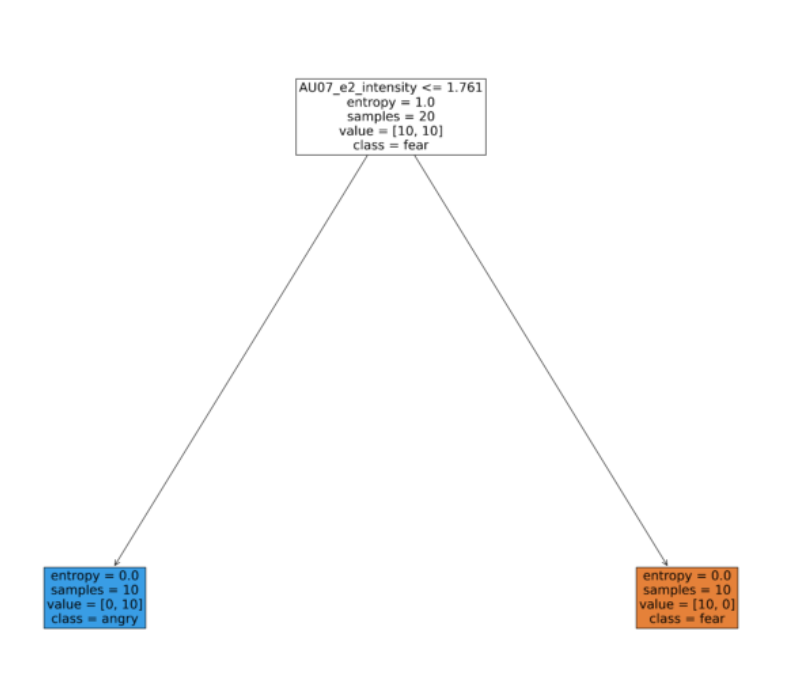 AU07_e2_intensity <= 1.761
entropy = 1.0
samples = 20
value = [10, 10]
class = fear
entropy = 0.0
samples = 10
value = [0, 10]
class = angry
entropy = 0.0
samples = 10
value = [10, 0]
class = fear